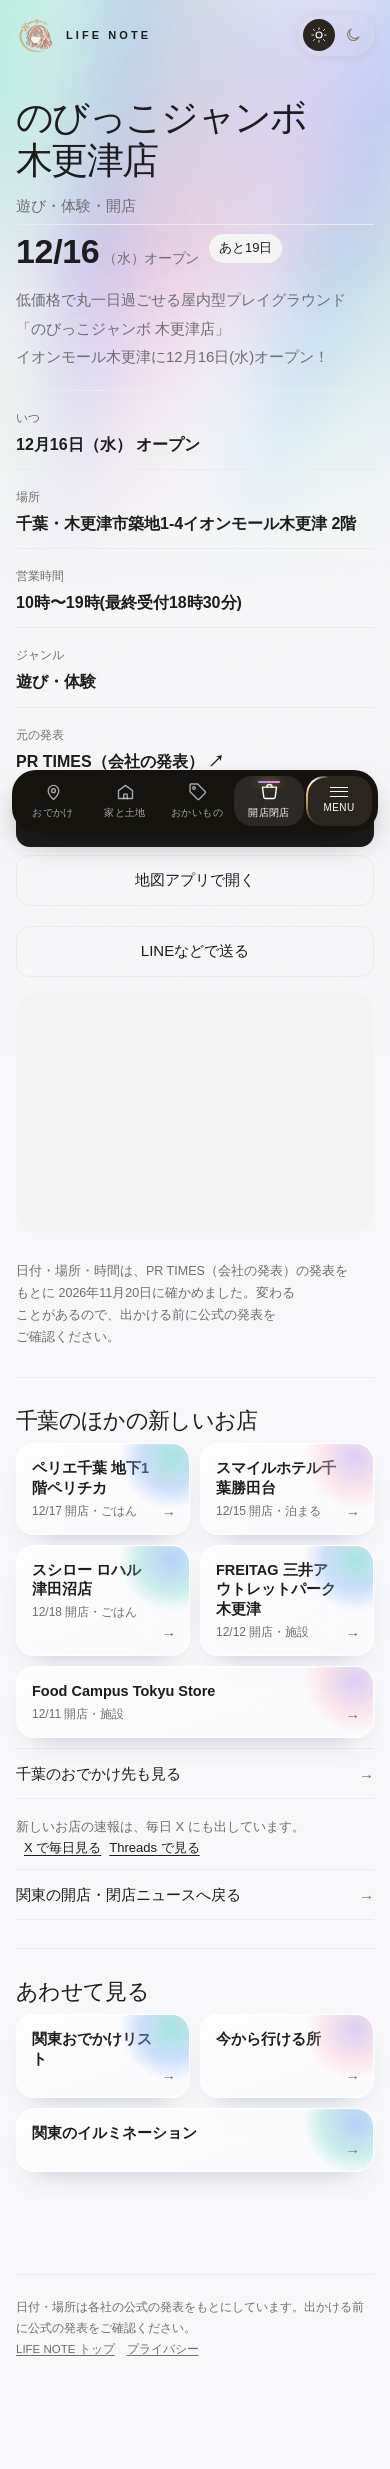 LIFE NOTE
のびっこジャンボ
木更津店
遊び・体験・開店
12/16 （水）オープン あと19日
低価格で丸一日過ごせる屋内型プレイグラウンド
「のびっこジャンボ 木更津店」
イオンモール木更津に12月16日(水)オープン！
いつ
12月16日（水） オープン
場所
千葉・木更津市築地1-4イオンモール木更津 2階
営業時間
10時〜19時(最終受付18時30分)
ジャンル
遊び・体験
元の発表
PR TIMES（会社の発表） ↗
おでかけ 家と土地 おかいもの 開店閉店 MENU
地図アプリで開く
LINEなどで送る
日付・場所・時間は、PR TIMES（会社の発表）の発表を
もとに 2026年11月20日に確かめました。変わる
ことがあるので、出かける前に公式の発表を
ご確認ください。
千葉のほかの新しいお店
ペリエ千葉 地下1
階ペリチカ
12/17 開店・ごはん →
スマイルホテル千
葉勝田台
12/15 開店・泊まる →
スシロー ロハル
津田沼店
12/18 開店・ごはん
→
FREITAG 三井ア
ウトレットパーク
木更津
12/12 開店・施設 →
Food Campus Tokyu Store
12/11 開店・施設 →
千葉のおでかけ先も見る →
新しいお店の速報は、毎日 X にも出しています。
X で毎日見る Threads で見る
関東の開店・閉店ニュースへ戻る →
あわせて見る
関東おでかけリス
ト
→
今から行ける所
→
関東のイルミネーション
→
日付・場所は各社の公式の発表をもとにしています。出かける前
に公式の発表をご確認ください。
LIFE NOTE トップ プライバシー